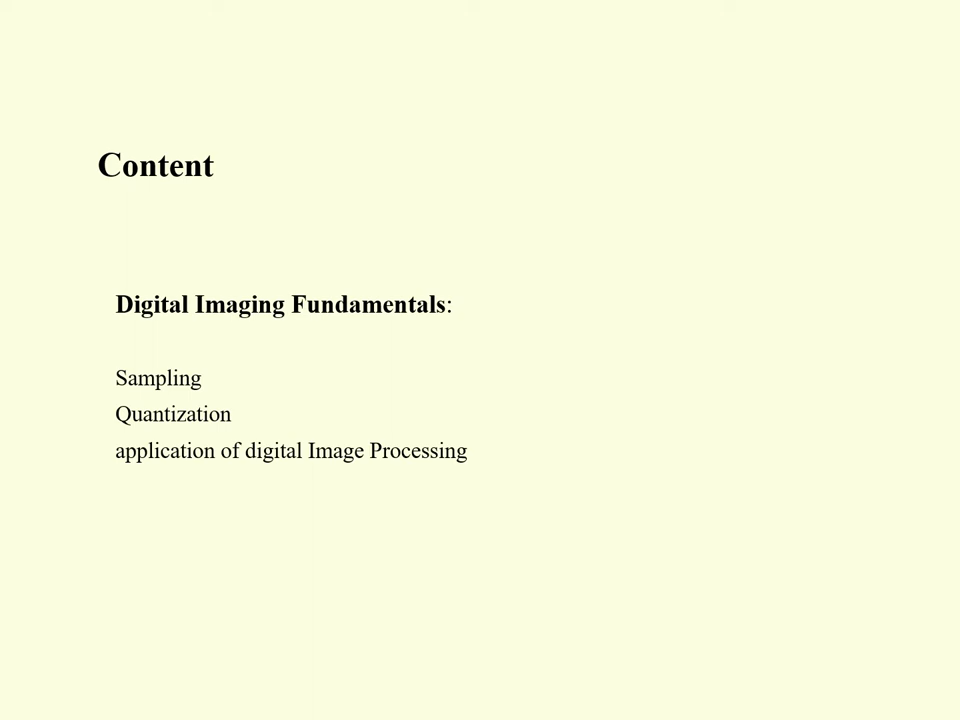 Content
Digital Imaging Fundamentals:
Sampling
Quantization
application of digital Image Processing